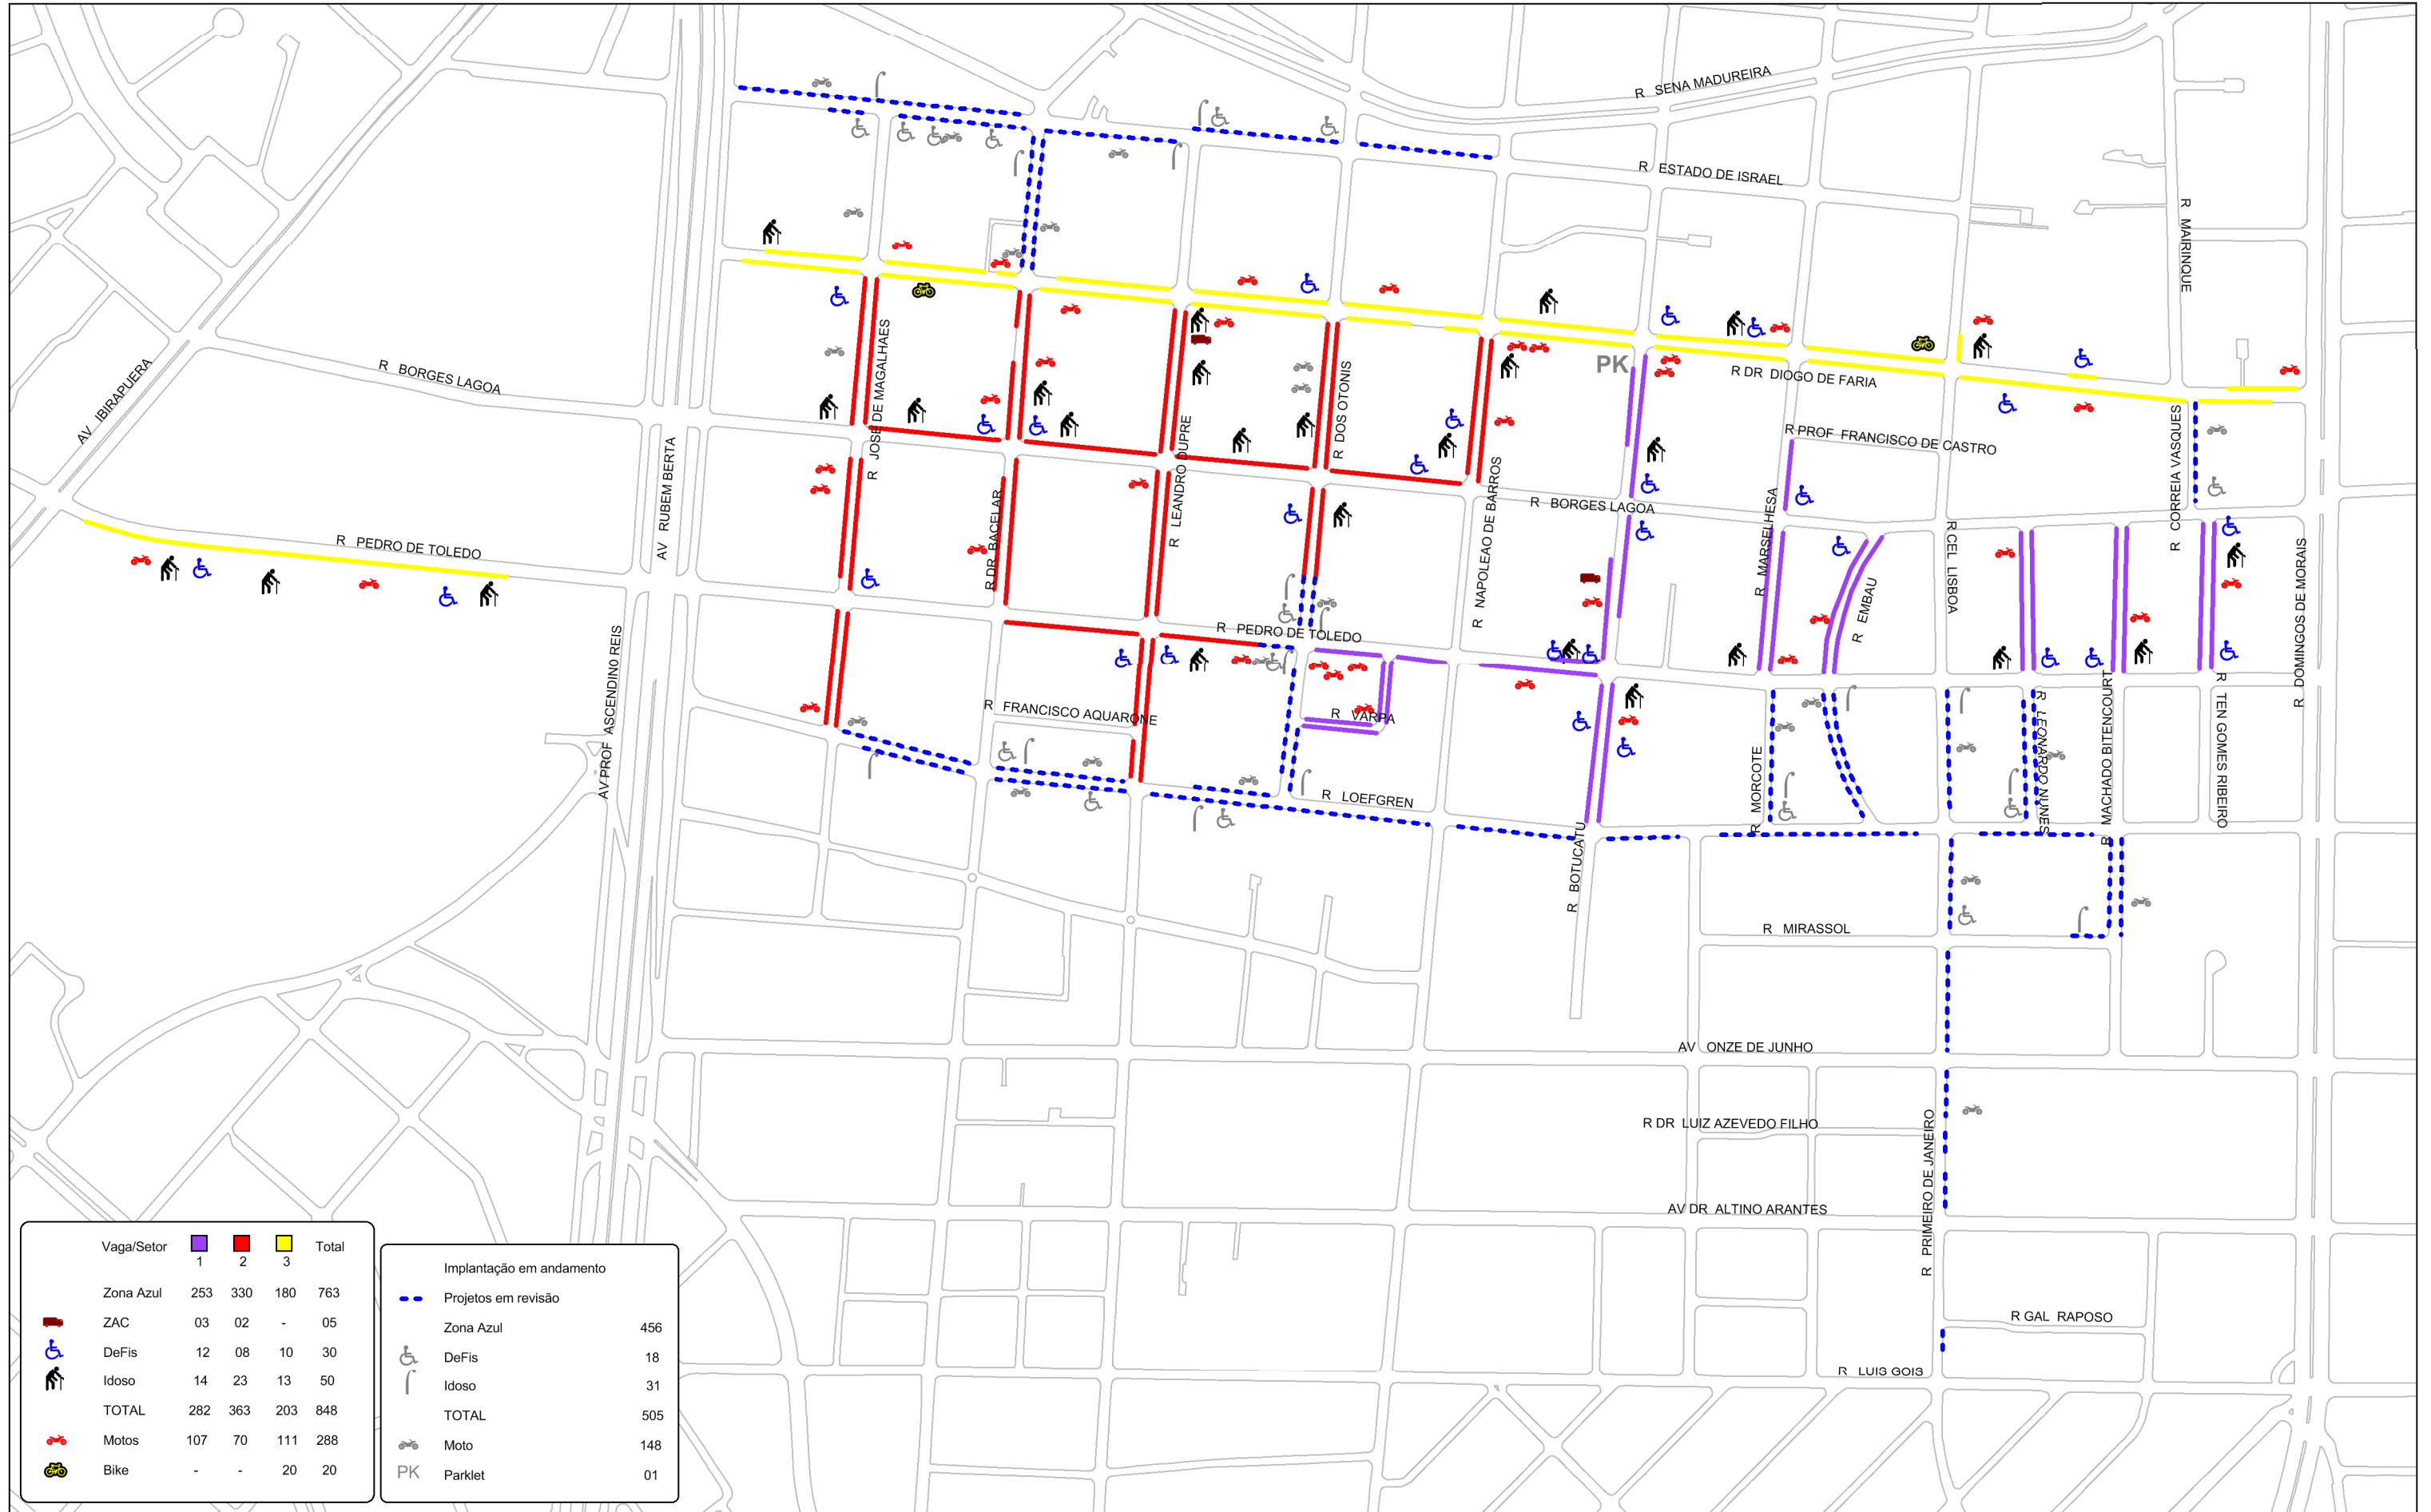 R SENA MADUREIRA
R ESTADO DE ISRAEL
R MAIRINQUE
AV IBIRAPUERA
R BORGES LAGOA
R PEDRO DE TOLEDO
AV RUBEM BERTA
AV PROF ASCENDINO REIS
R JOSE DE MAGALHAES
R DR BACELAR
R LEANDRO DUPRE
R DOS OTONIS
R NAPOLEAO DE BARROS
PK
R DR DIOGO DE FARIA
R PROF FRANCISCO DE CASTRO
R BORGES LAGOA
R MARSELHESA
R EMBAU
R CEL LISBOA
R CORREIA VASQUES
R DOMINGOS DE MORAIS
R PEDRO DE TOLEDO
R FRANCISCO AQUARONE
R VARPA
R LOEFGREN
R BOTUCATU
R MORCOTE
R LEONARDO NUNES
R MACHADO BITENCOURT
R TEN GOMES RIBEIRO
R MIRASSOL
AV ONZE DE JUNHO
R DR LUIZ AZEVEDO FILHO
R PRIMEIRO DE JANEIRO
AV DR ALTINO ARANTES
R GAL RAPOSO
R LUIS GOIS
Vaga/Setor 1 2 3 Total
Zona Azul 253 330 180 763
ZAC 03 02 - 05
DeFis 12 08 10 30
Idoso 14 23 13 50
TOTAL 282 363 203 848
Motos 107 70 111 288
Bike - - 20 20
Implantação em andamento
Projetos em revisão
Zona Azul 456
DeFis 18
Idoso 31
TOTAL 505
Moto 148
PK Parklet 01